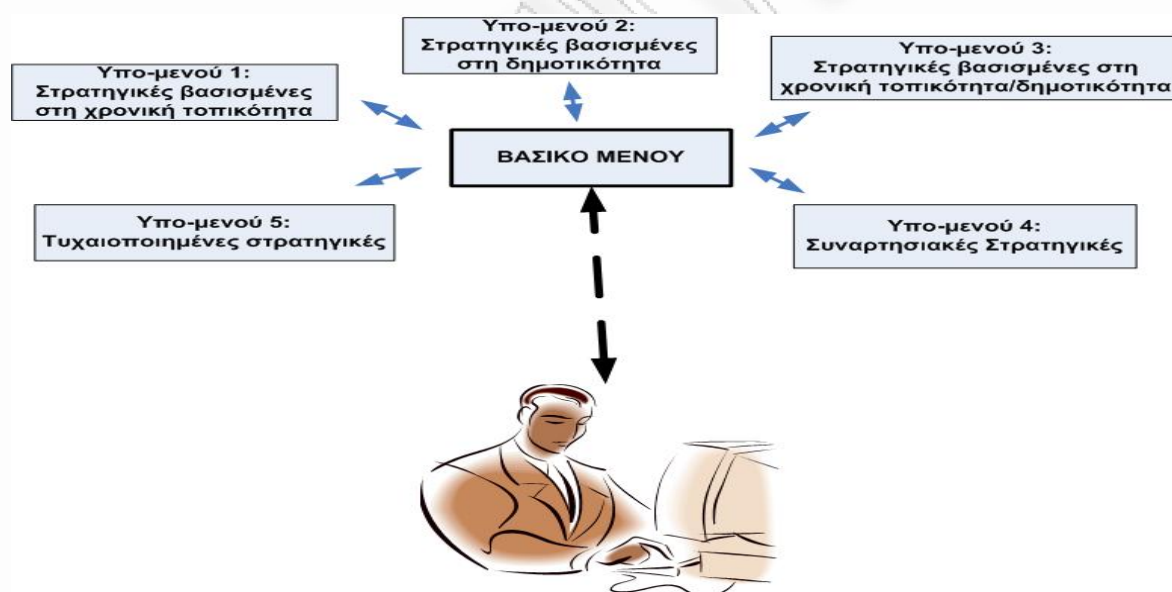 Υπο-μενού 2:
Στρατηγικές βασισμένες
στη δημοτικότητα
Υπο-μενού 1:
Στρατηγικές βασισμένες
στη χρονική τοπικότητα
Υπο-μενού 3:
Στρατηγικές βασισμένες στη
χρονική τοπικότητα/δημοτικότητα
ΒΑΣΙΚΟ ΜΕΝΟΥ
Υπο-μενού 5:
Τυχαιοποιημένες στρατηγικές
Υπο-μενού 4:
Συναρτησιακές Στρατηγικές